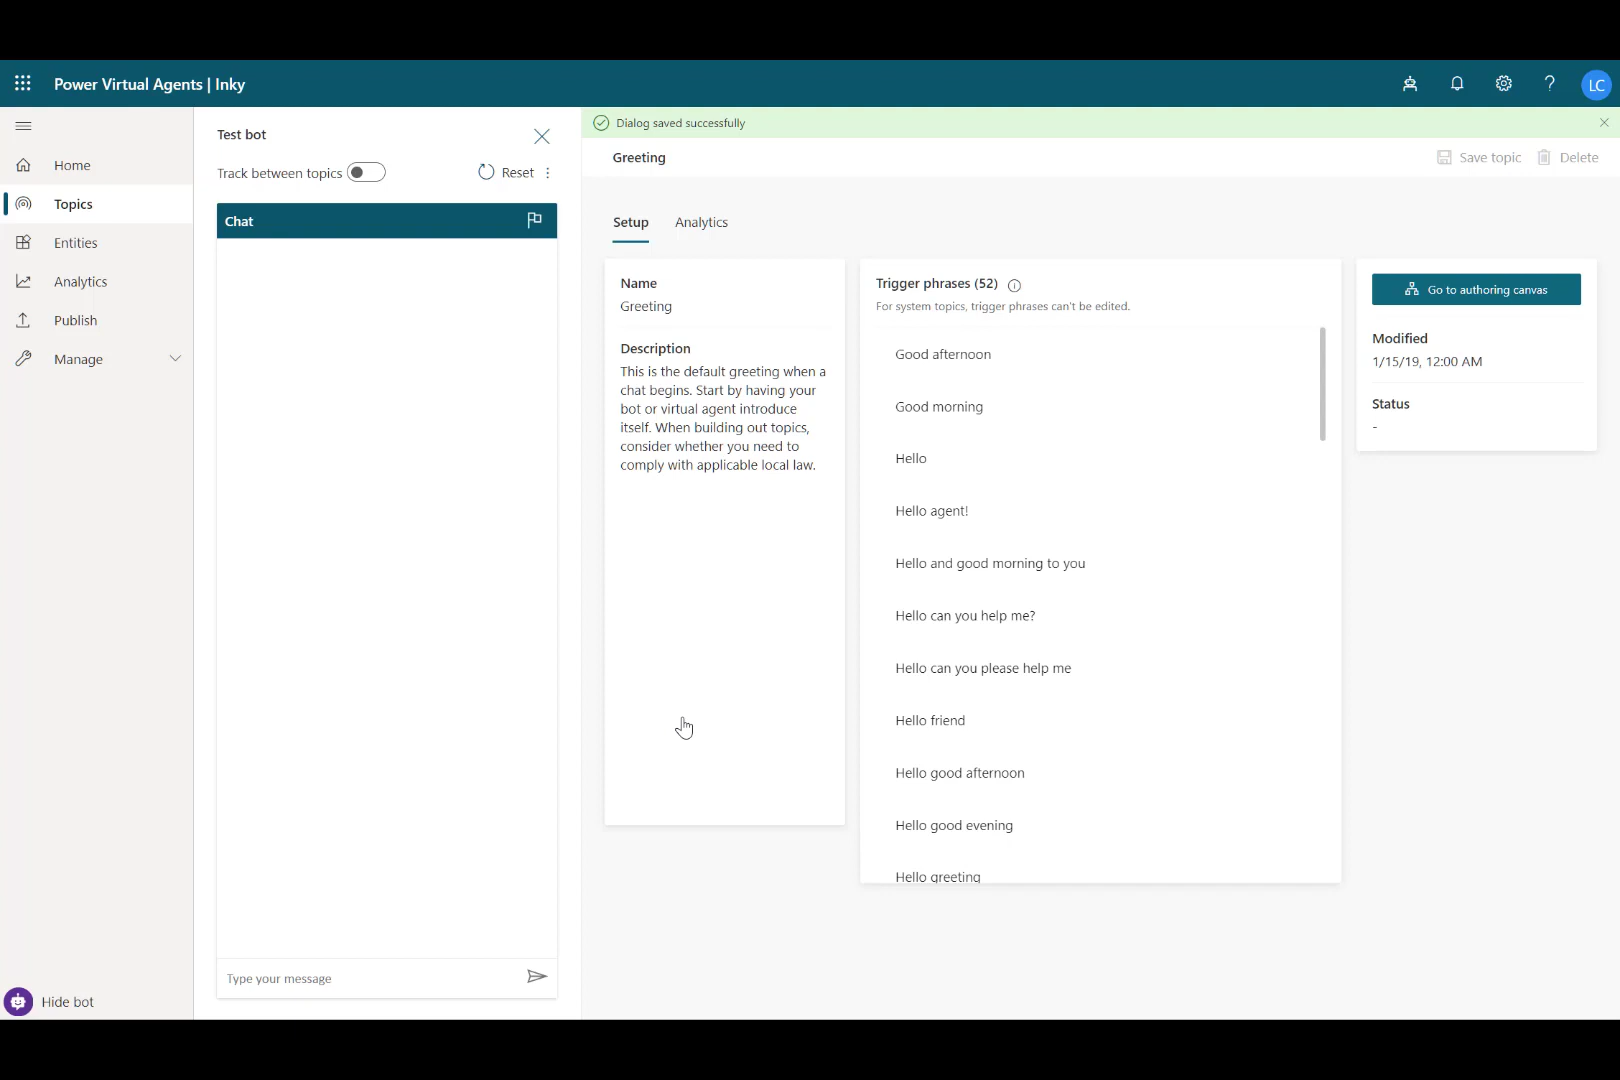 Power Virtual Agents | Inky
LC
Home
Topics
Entities
Analytics
Publish
Manage
Hide bot
Test bot
Track between topics
Reset
Chat
Type your message
Dialog saved successfully
Greeting
Save topic
Delete
Setup
Analytics
Name
Greeting
Description
This is the default greeting when a
chat begins. Start by having your
bot or virtual agent introduce
itself. When building out topics,
consider whether you need to
comply with applicable local law.
Trigger phrases (52)
For system topics, trigger phrases can't be edited.
Good afternoon
Good morning
Hello
Hello agent!
Hello and good morning to you
Hello can you help me?
Hello can you please help me
Hello friend
Hello good afternoon
Hello good evening
Hello greeting
Go to authoring canvas
Modified
1/15/19, 12:00 AM
Status
-